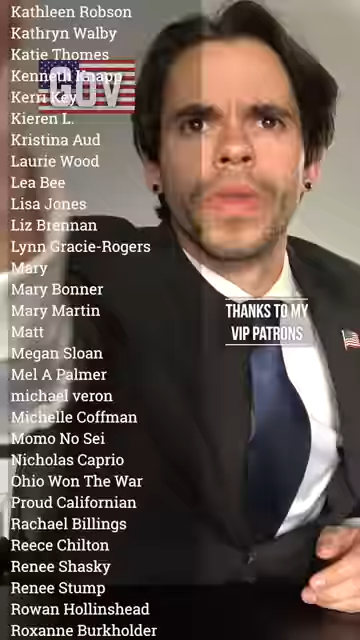 Kathleen Robson
Kathryn Walby
Katie Thomes
Kenneth Knapp
GOV
Kerri Key
Kieren L.
Kristina Aud
Laurie Wood
Lea Bee
Lisa Jones
Liz Brennan
Lynn Gracie-Rogers
Mary
Mary Bonner
Mary Martin
Matt
Megan Sloan
Mel A Palmer
michael veron
Michelle Coffman
Momo No Sei
Nicholas Caprio
Ohio Won The War
Proud Californian
Rachael Billings
Reece Chilton
Renee Shasky
Renee Stump
Rowan Hollinshead
Roxanne Burkholder
THANKS TO MY
VIP PATRONS